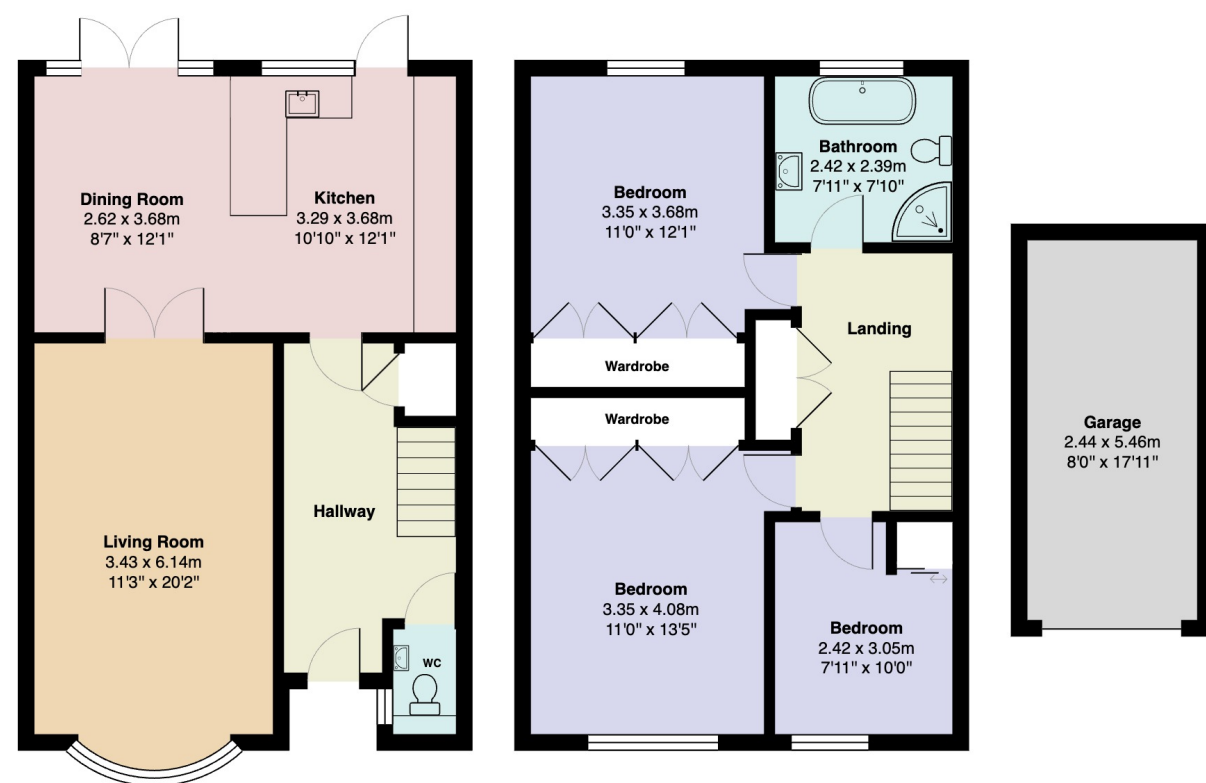 Dining Room
2.62 x 3.68m
8'7" x 12'1"
Kitchen
3.29 x 3.68m
10'10" x 12'1"
Living Room
3.43 x 6.14m
11'3" x 20'2"
Hallway
WC
Bedroom
3.35 x 3.68m
11'0" x 12'1"
Bathroom
2.42 x 2.39m
7'11" x 7'10"
Landing
Wardrobe
Wardrobe
Bedroom
3.35 x 4.08m
11'0" x 13'5"
Bedroom
2.42 x 3.05m
7'11" x 10'0"
Garage
2.44 x 5.46m
8'0" x 17'11"